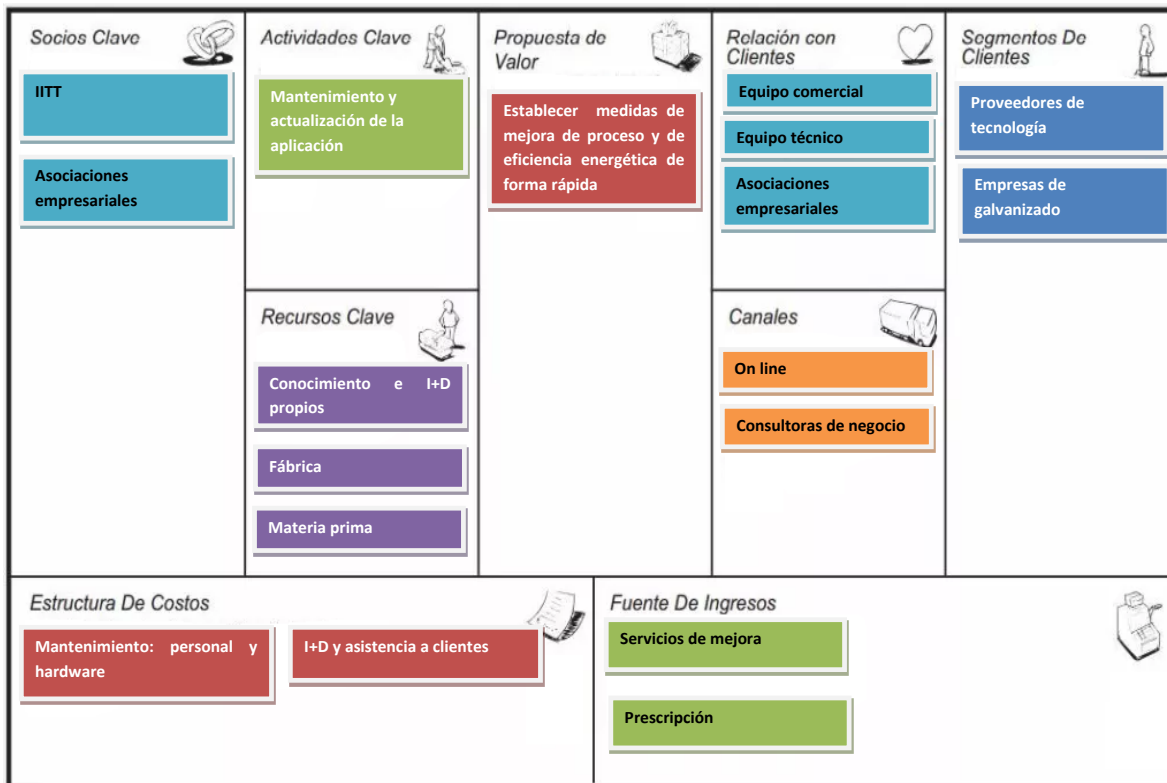 Socios Clave
IITT
Asociaciones
empresariales
Actividades Clave
Mantenimiento y
actualización de la
aplicación
Recursos Clave
Conocimiento e I+D
propios
Fábrica
Materia prima
Propuesta de
Valor
Establecer medidas de
mejora de proceso y de
eficiencia energética de
forma rápida
Relación con
Clientes
Equipo comercial
Equipo técnico
Asociaciones
empresariales
Canales
On line
Consultoras de negocio
Segmentos De
Clientes
Proveedores de
tecnología
Empresas de
galvanizado
Estructura De Costos
Mantenimiento: personal y
hardware
I+D y asistencia a clientes
Fuente De Ingresos
Servicios de mejora
Prescripción